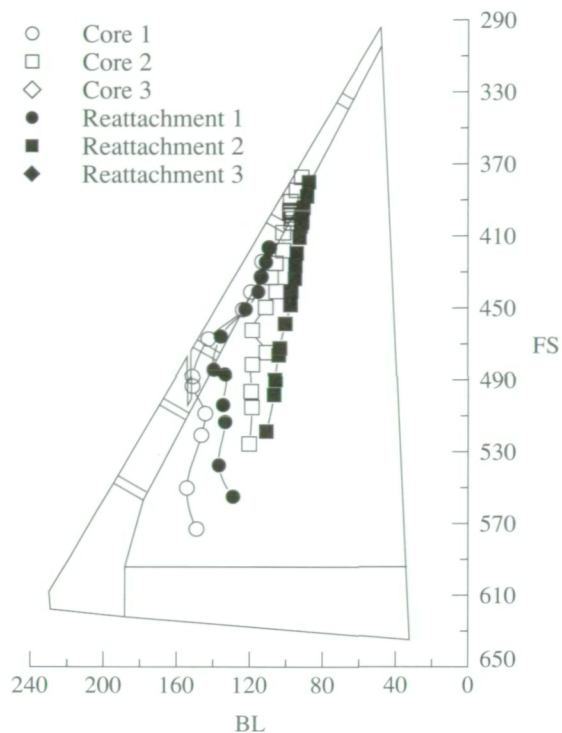 Core 1
Core 2
Core 3
Reattachment 1
Reattachment 2
Reattachment 3
290
330
370
410
450
490
530
570
610
650
FS
240 200 160 120 80 40 0
BL